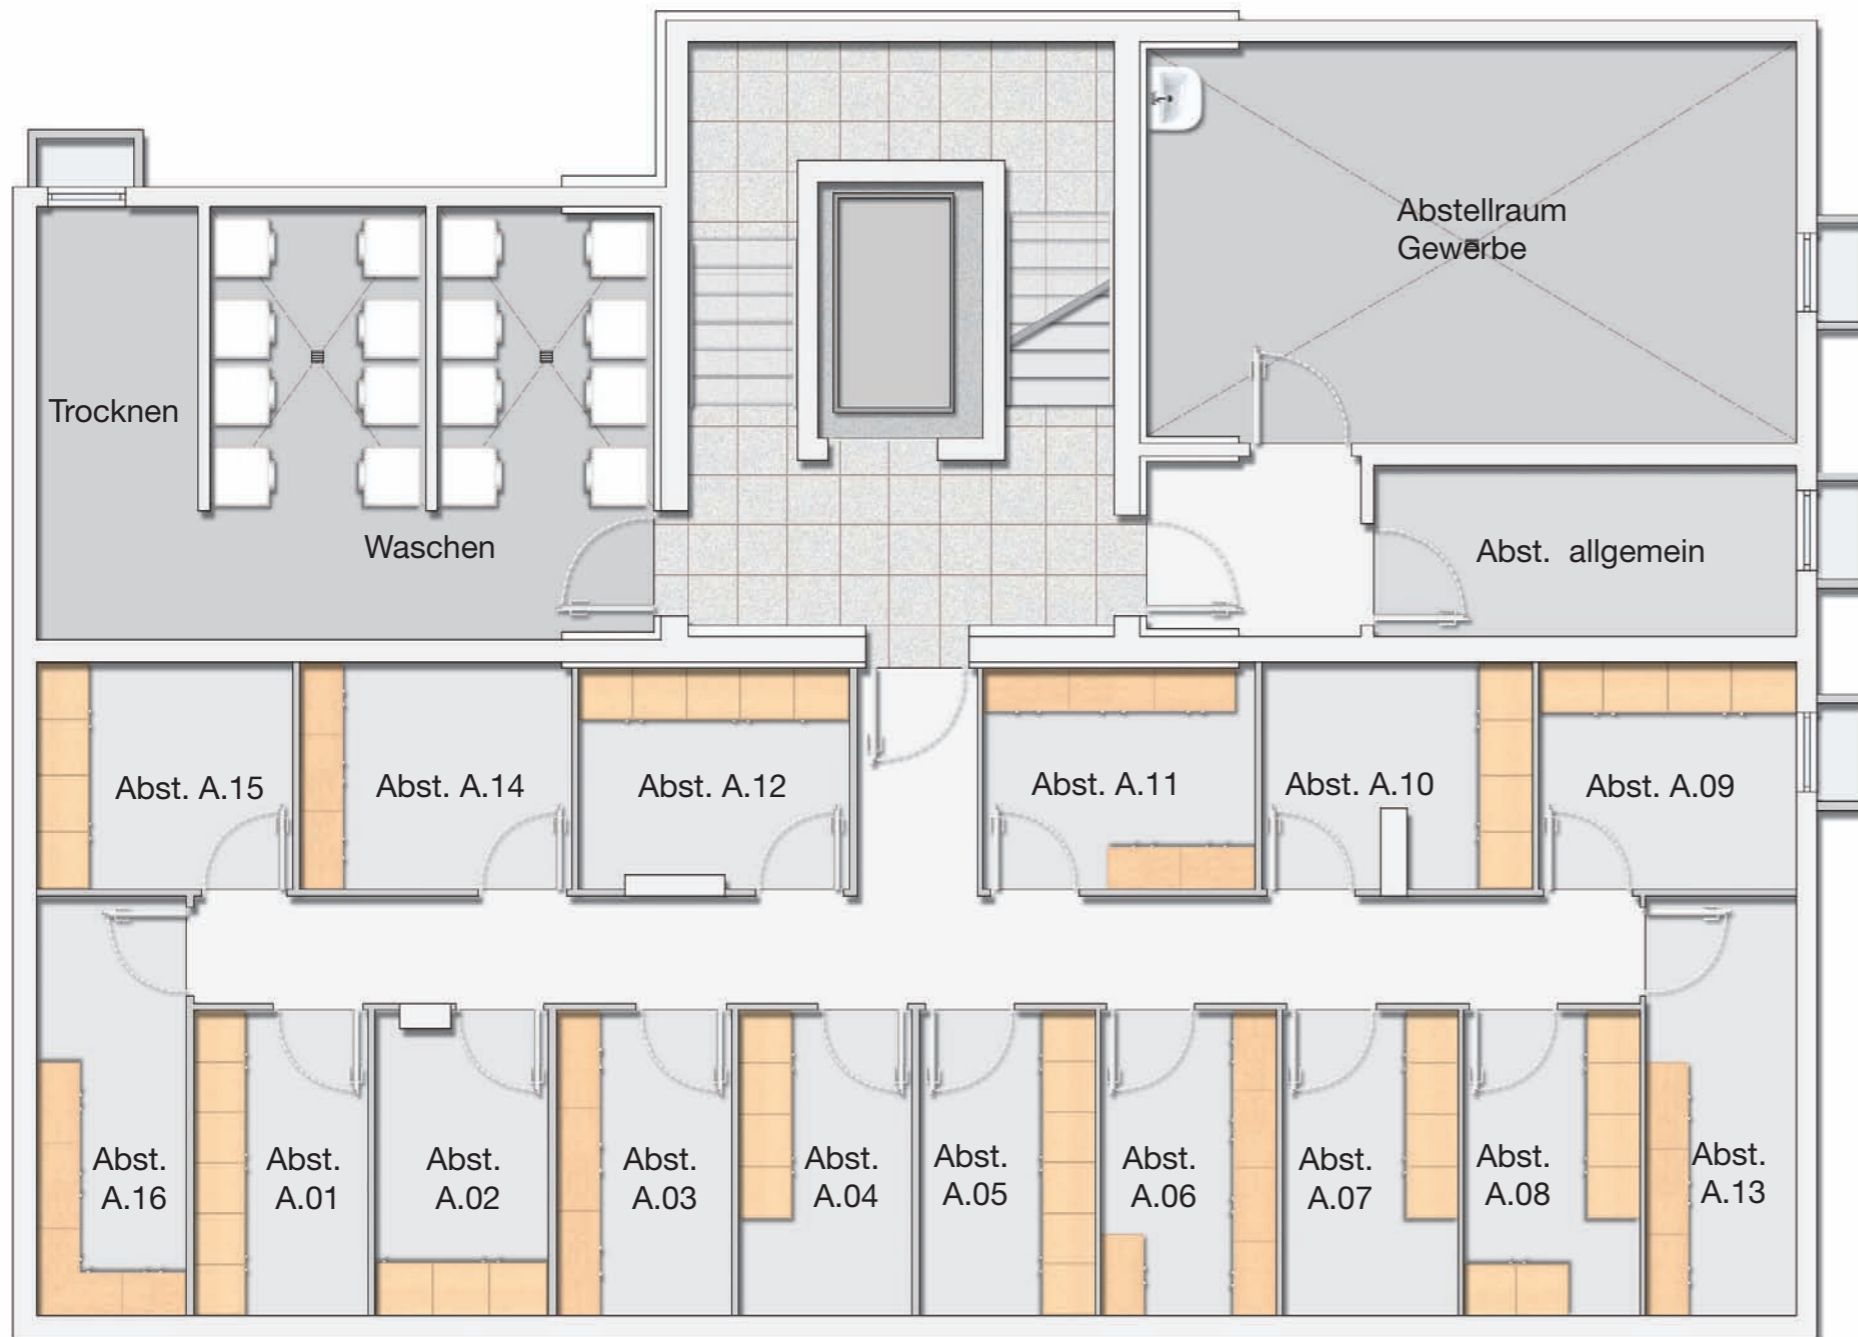 Abstellraum
Gewerbe
Trocknen
Waschen
Abst. allgemein
Abst. A.15
Abst. A.14
Abst. A.12
Abst. A.11
Abst. A.10
Abst. A.09
Abst.
A.16
Abst.
A.01
Abst.
A.02
Abst.
A.03
Abst.
A.04
Abst.
A.05
Abst.
A.06
Abst.
A.07
Abst.
A.08
Abst.
A.13